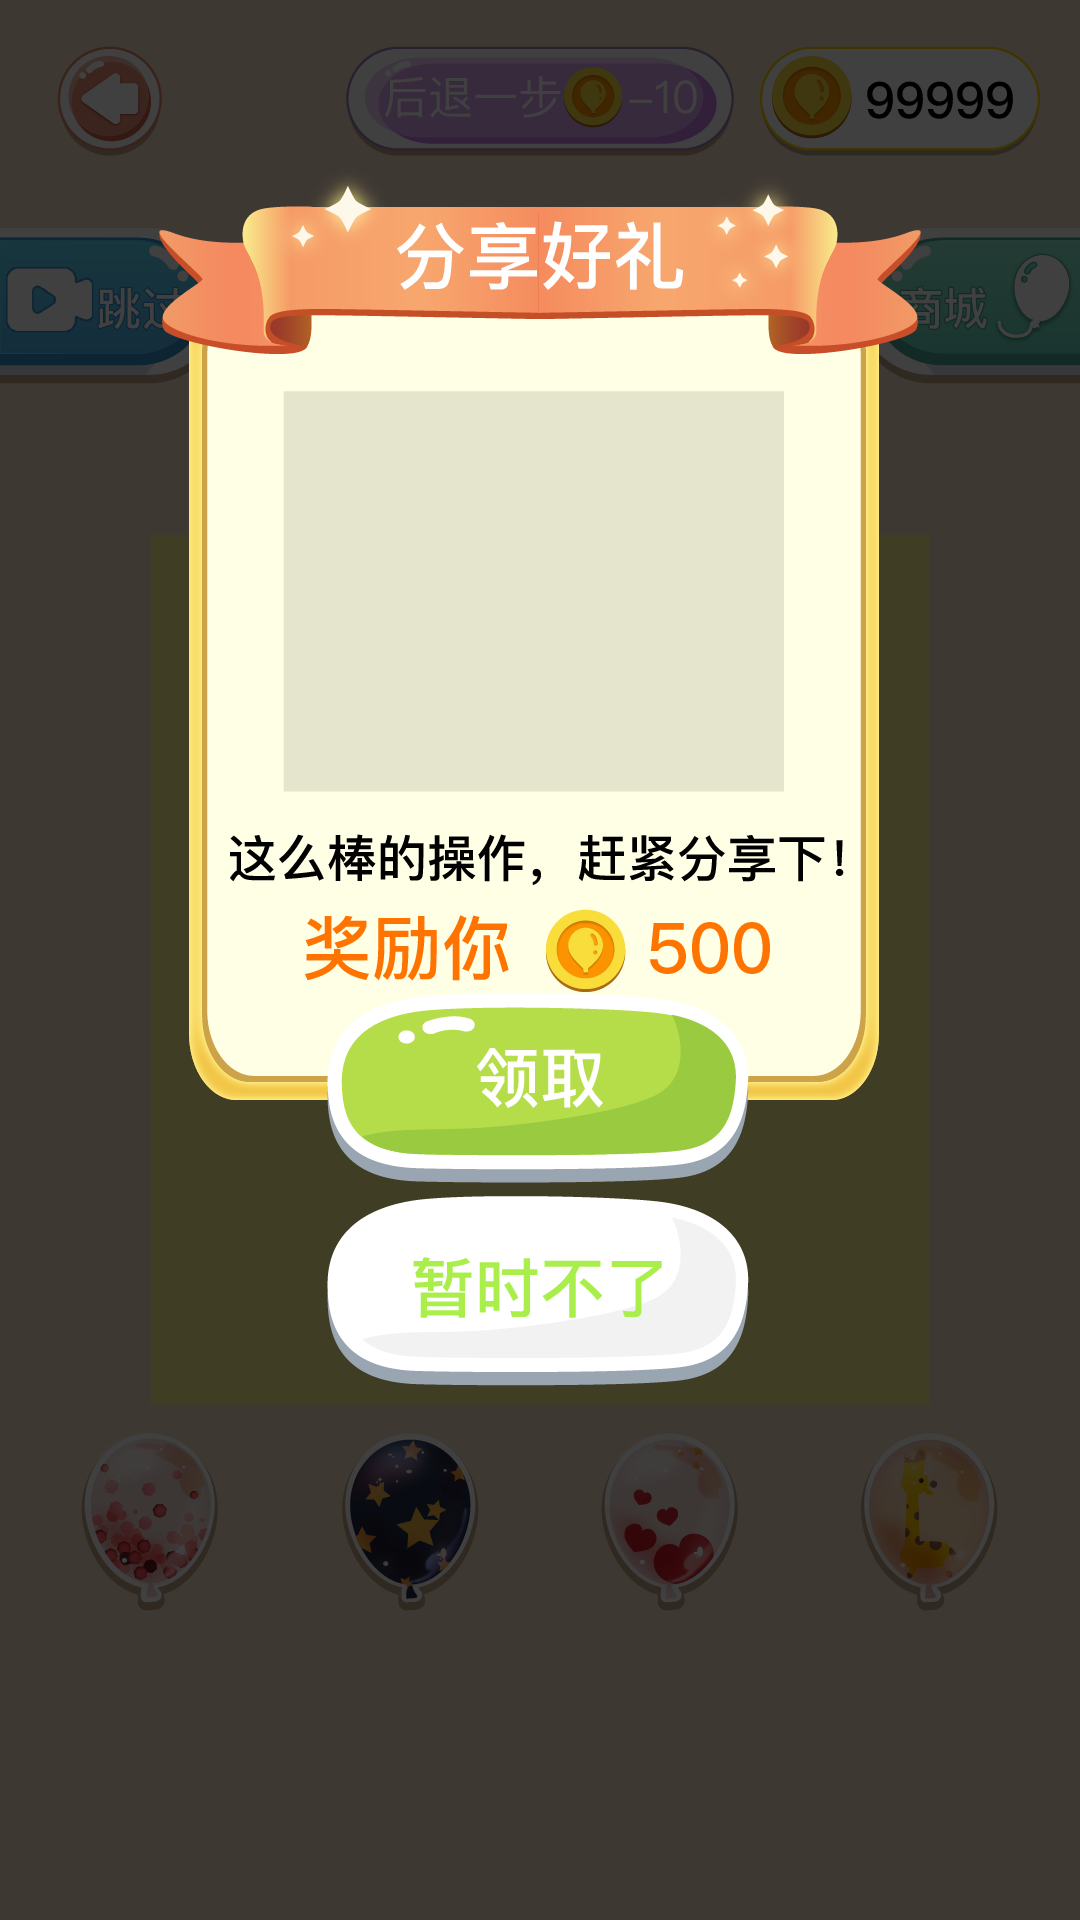 后退一步 -10
99999
分享好礼
跳过
商城
这么棒的操作，赶紧分享下！
奖励你 500
领取
暂时不了